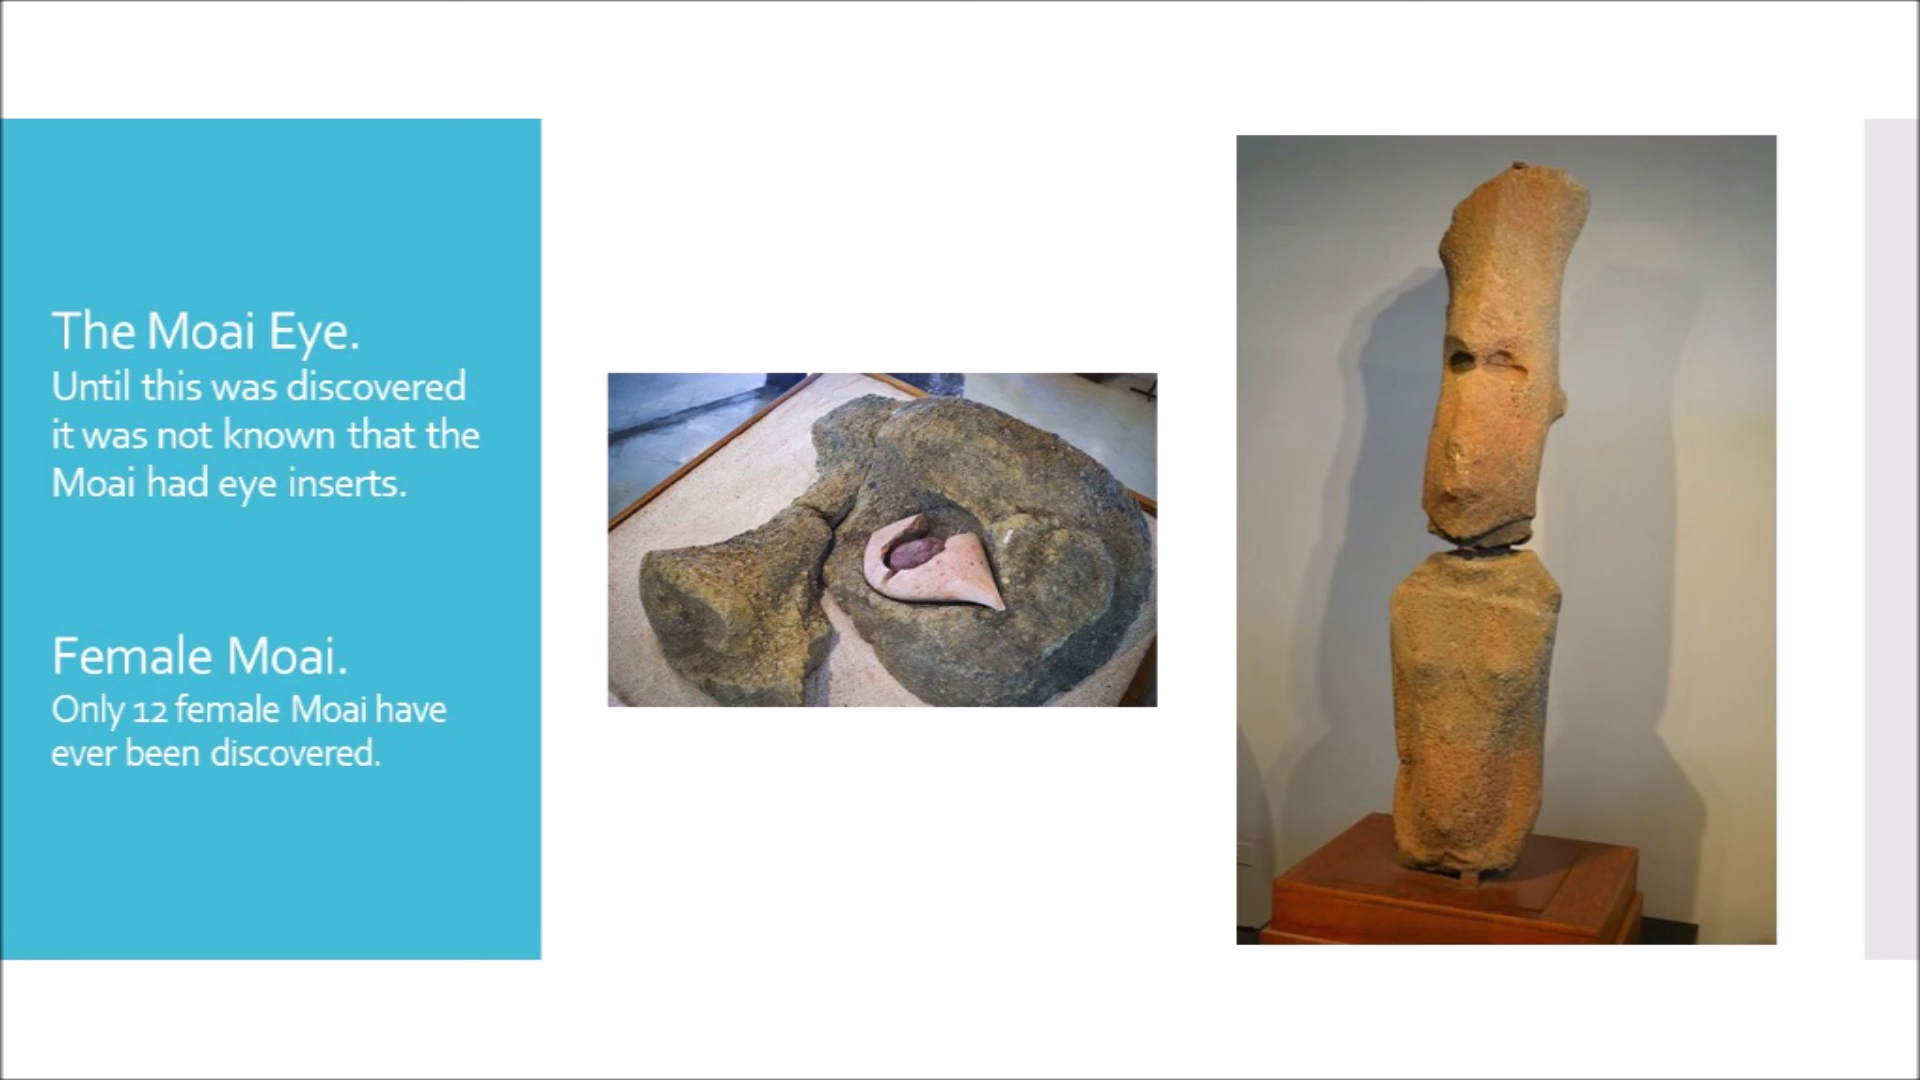 The Moai Eye.
Until this was discovered
it was not known that the
Moai had eye inserts.
Female Moai.
Only 12 female Moai have
ever been discovered.